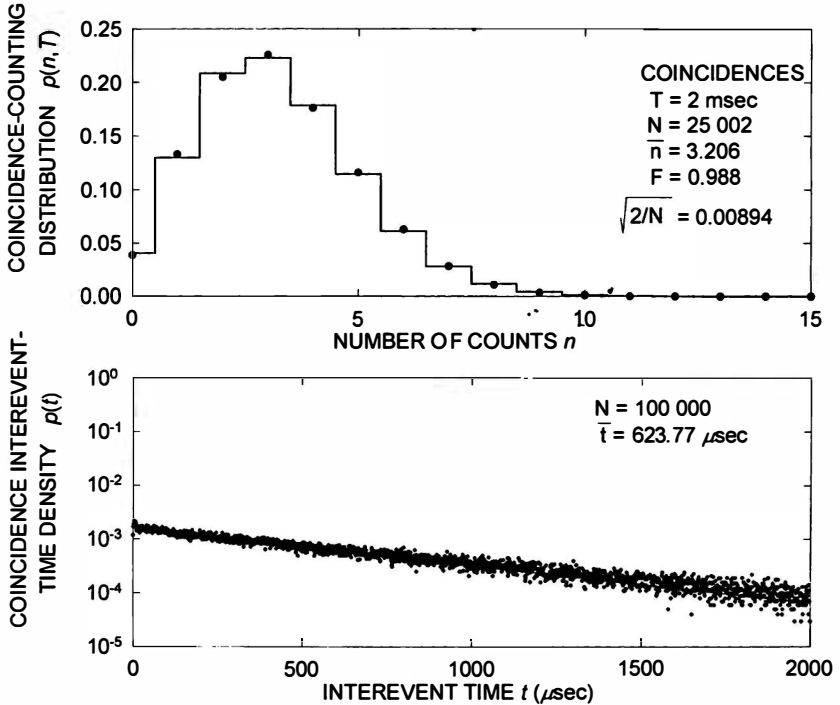 COINCIDENCE-COUNTING
DISTRIBUTION p(n,T)
0.25
0.20
0.15
0.10
0.05
0.00
COINCIDENCES
T = 2 msec
N = 25 002
n̅ = 3.206
F = 0.988
√2/N = 0.00894
0 5 10 15
NUMBER OF COUNTS n
COINCIDENCE INTEREVENT-
TIME DENSITY p(t)
10⁰
10⁻¹
10⁻²
10⁻³
10⁻⁴
10⁻⁵
N = 100 000
t̅ = 623.77 μsec
0 500 1000 1500 2000
INTEREVENT TIME t (μsec)